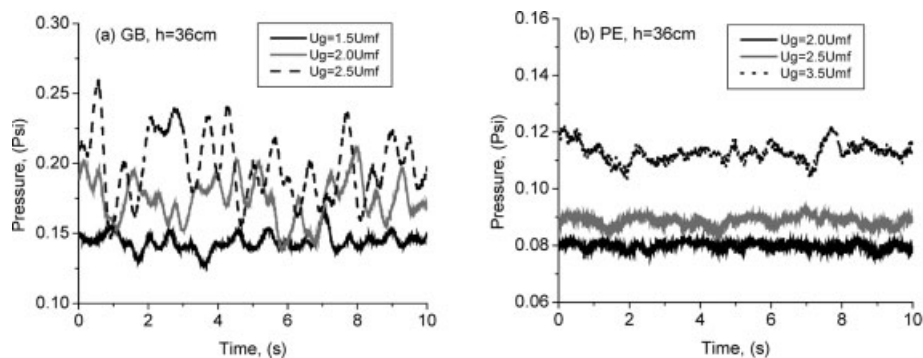 (a) GB, h=36cm
Ug=1.5Umf
Ug=2.0Umf
Ug=2.5Umf
Pressure, (Psi)
0.30
0.25
0.20
0.15
0.10
0 2 4 6 8 10
Time, (s)
(b) PE, h=36cm
Ug=2.0Umf
Ug=2.5Umf
Ug=3.5Umf
Pressure, (Psi)
0.16
0.14
0.12
0.10
0.08
0.06
0 2 4 6 8 10
Time, (s)